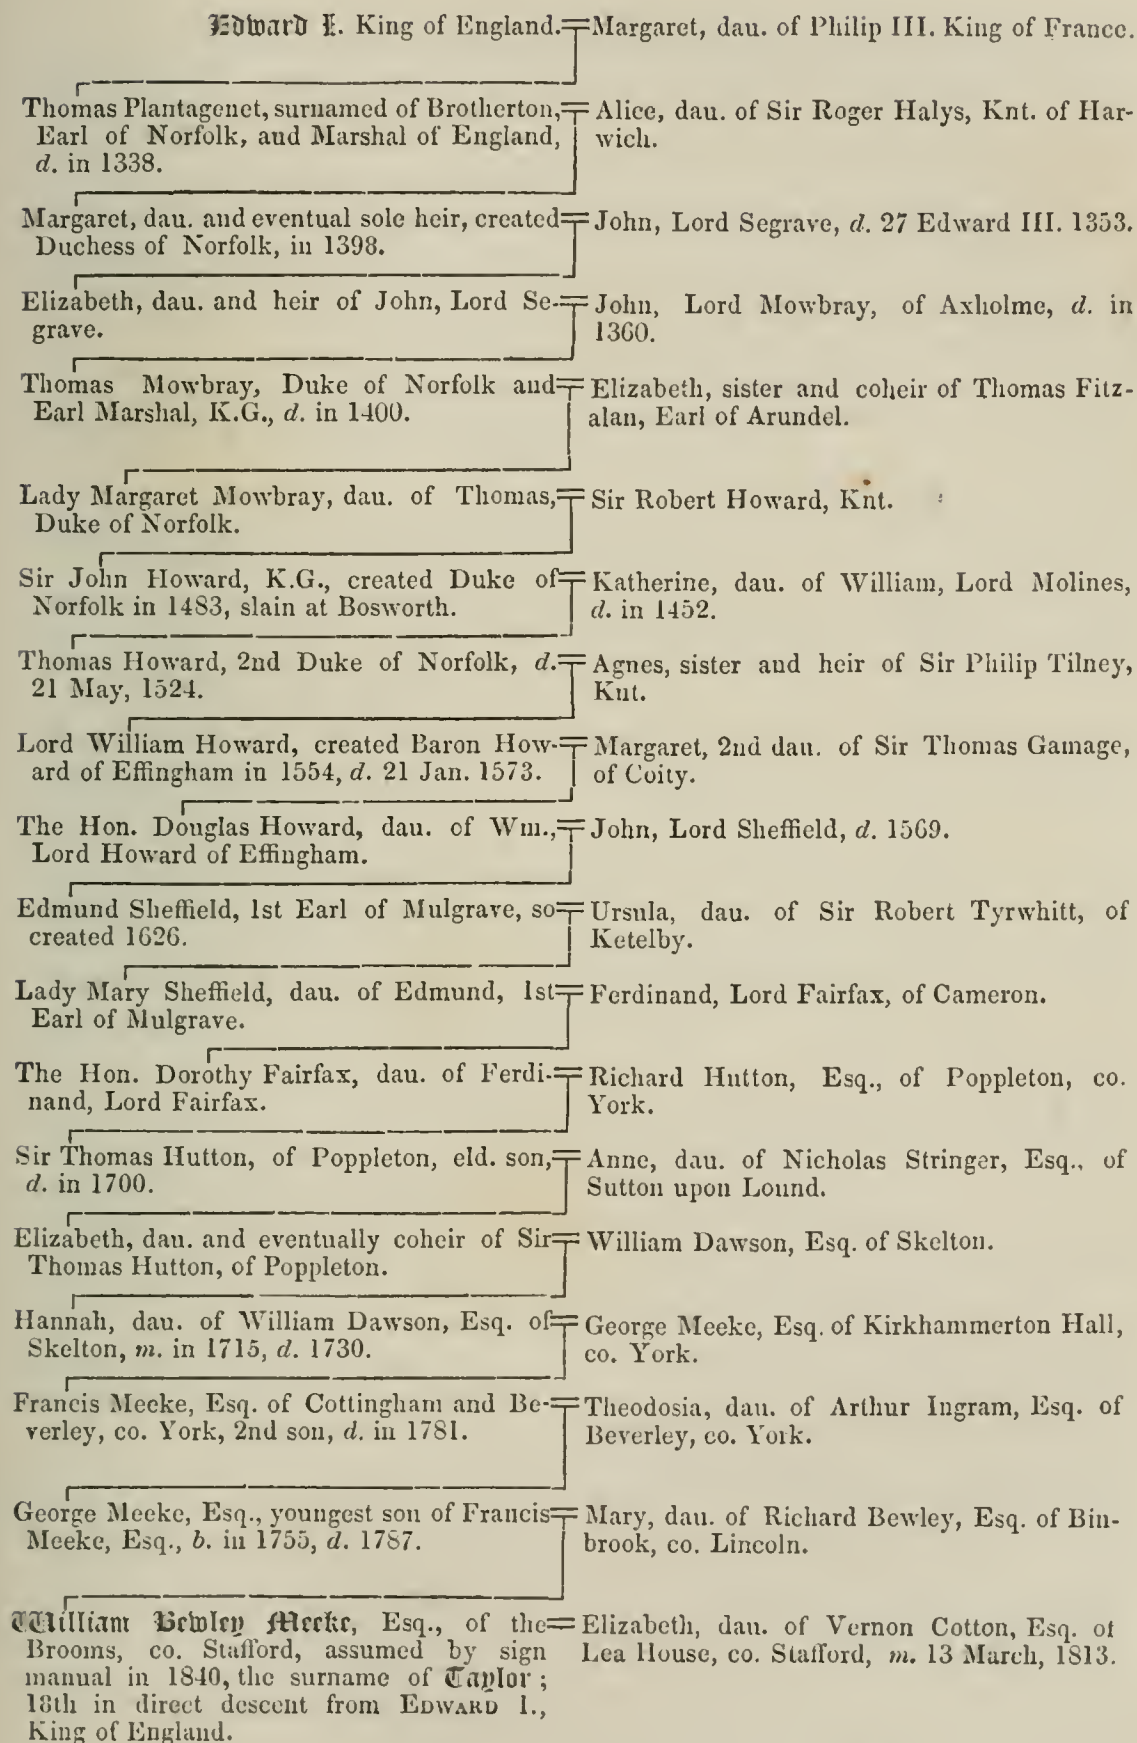 Edward I. King of England.
Margaret, dau. of Philip III. King of France.
Thomas Plantagenet, surnamed of Brotherton,
Earl of Norfolk, and Marshal of England,
d. in 1338.
Alice, dau. of Sir Roger Halys, Knt. of Har-
wich.
Margaret, dau. and eventual sole heir, created
Duchess of Norfolk, in 1398.
John, Lord Segrave, d. 27 Edward III. 1353.
Elizabeth, dau. and heir of John, Lord Se-
grave.
John, Lord Mowbray, of Axholme, d. in
1360.
Thomas Mowbray, Duke of Norfolk and
Earl Marshal, K.G., d. in 1400.
Elizabeth, sister and coheir of Thomas Fitz-
alan, Earl of Arundel.
Lady Margaret Mowbray, dau. of Thomas,
Duke of Norfolk.
Sir Robert Howard, Knt.
Sir John Howard, K.G., created Duke of
Norfolk in 1483, slain at Bosworth.
Katherine, dau. of William, Lord Molines,
d. in 1452.
Thomas Howard, 2nd Duke of Norfolk, d.
21 May, 1524.
Agnes, sister and heir of Sir Philip Tilney,
Knt.
Lord William Howard, created Baron How-
ard of Effingham in 1554, d. 21 Jan. 1573.
Margaret, 2nd dau. of Sir Thomas Gamage,
of Coity.
The Hon. Douglas Howard, dau. of Wm.,
Lord Howard of Effingham.
John, Lord Sheffield, d. 1569.
Edmund Sheffield, 1st Earl of Mulgrave, so
created 1626.
Ursula, dau. of Sir Robert Tyrwhitt, of
Ketelby.
Lady Mary Sheffield, dau. of Edmund, 1st
Earl of Mulgrave.
Ferdinand, Lord Fairfax, of Cameron.
The Hon. Dorothy Fairfax, dau. of Ferdi-
nand, Lord Fairfax.
Richard Hutton, Esq., of Poppleton, co.
York.
Sir Thomas Hutton, of Poppleton, eld. son,
d. in 1700.
Anne, dau. of Nicholas Stringer, Esq., of
Sutton upon Lound.
Elizabeth, dau. and eventually coheir of Sir
Thomas Hutton, of Poppleton.
William Dawson, Esq. of Skelton.
Hannah, dau. of William Dawson, Esq. of
Skelton, m. in 1715, d. 1730.
George Meeke, Esq. of Kirkhammerton Hall,
co. York.
Francis Meeke, Esq. of Cottingham and Be-
verley, co. York, 2nd son, d. in 1781.
Theodosia, dau. of Arthur Ingram, Esq. of
Beverley, co. York.
George Meeke, Esq., youngest son of Francis
Meeke, Esq., b. in 1755, d. 1787.
Mary, dau. of Richard Bewley, Esq. of Bin-
brook, co. Lincoln.
William Bewley Meeke, Esq., of the
Brooms, co. Stafford, assumed by sign
manual in 1840, the surname of Taylor;
18th in direct descent from EDWARD I.,
King of England.
Elizabeth, dau. of Vernon Cotton, Esq. of
Lea House, co. Stafford, m. 13 March, 1813.